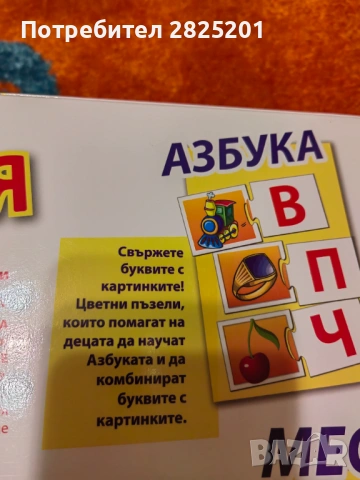 Потребител 2825201
АЗБУКА
Я
В
П
Ч
Свържете
буквите с
картинките!
Цветни пъзели,
които помагат на
децата да научат
Азбуката и да
комбинират
буквите с
картинките.
BAZAR